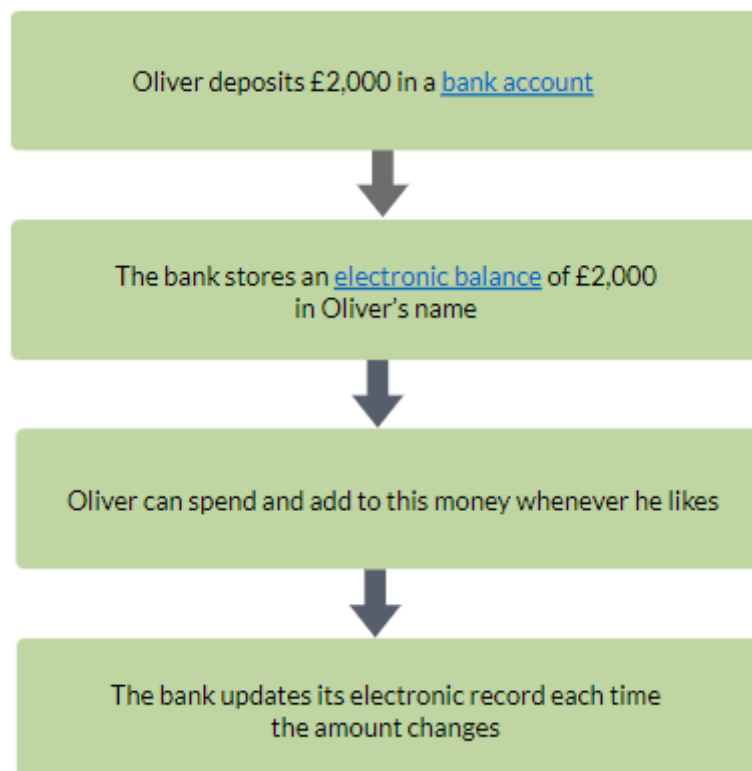 Oliver deposits £2,000 in a bank account
The bank stores an electronic balance of £2,000
in Oliver’s name
Oliver can spend and add to this money whenever he likes
The bank updates its electronic record each time
the amount changes